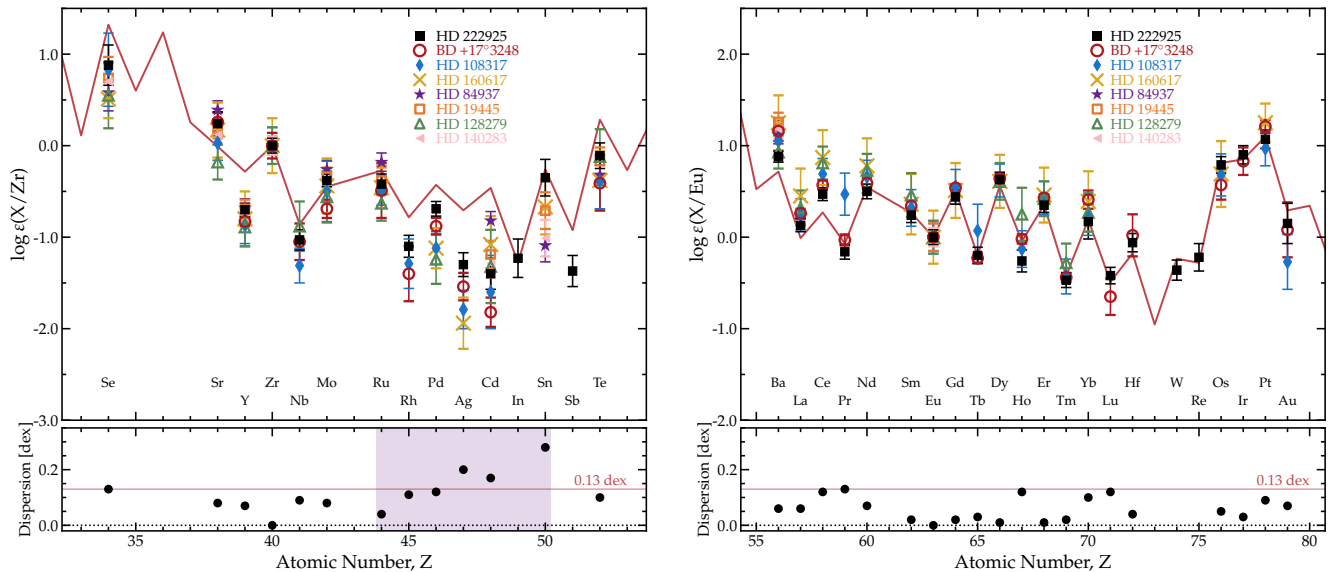 1.0
0.0
-1.0
-2.0
-3.0
log ε(X/Zr)
HD 222925
BD +17°3248
HD 108317
HD 160617
HD 84937
HD 19445
HD 128279
HD 140283
Se Sr Zr Mo Ru Pd Cd Sn Te
Y Nb Rh Ag In Sb
0.2
0.0
Dispersion [dex]
0.13 dex
35 40 45 50
Atomic Number, Z
1.0
0.0
-1.0
-2.0
log ε(X/Eu)
HD 222925
BD +17°3248
HD 108317
HD 160617
HD 84937
HD 19445
HD 128279
HD 140283
Ba Ce Nd Sm Gd Dy Er Yb Hf W Os Pt
La Pr Eu Tb Ho Tm Lu Re Ir Au
0.2
0.0
Dispersion [dex]
0.13 dex
55 60 65 70 75 80
Atomic Number, Z